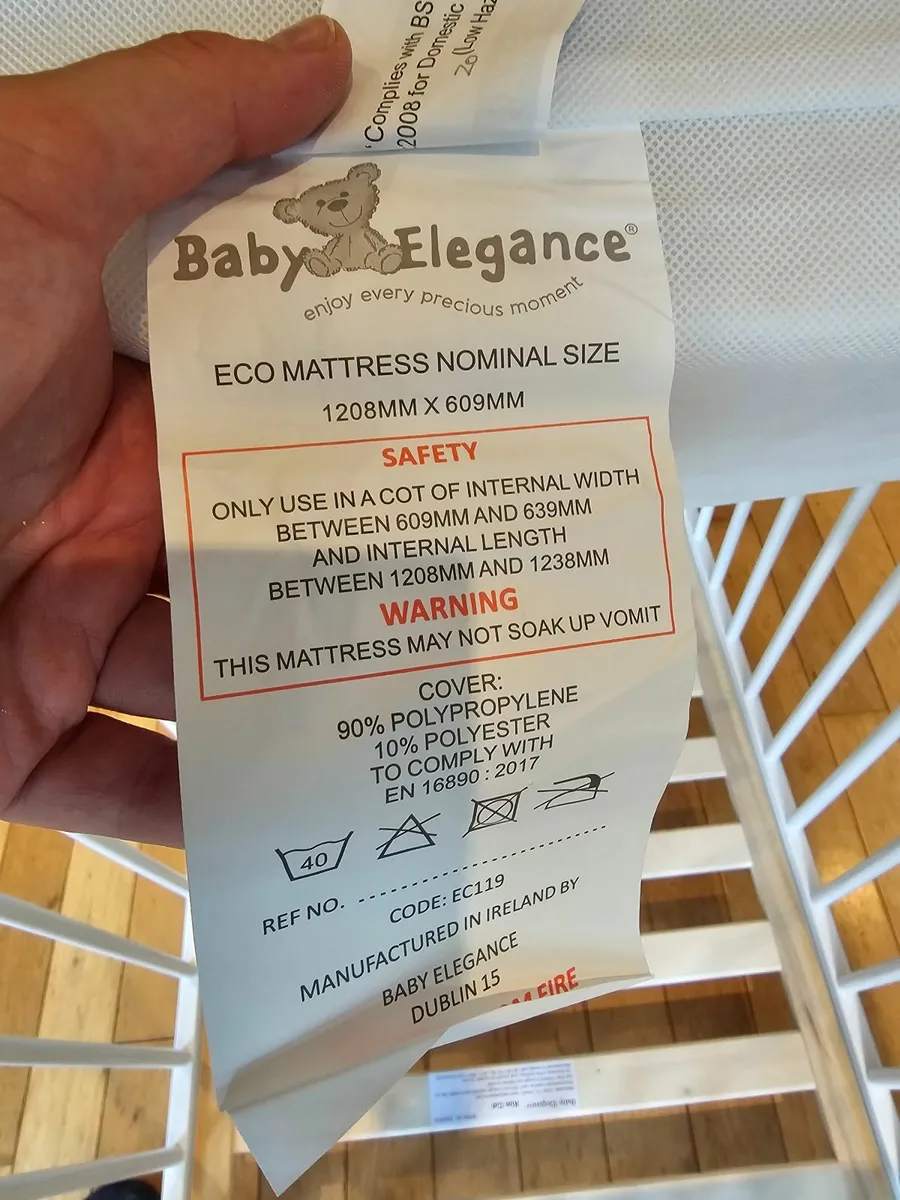 'Complies with BS
2008 for Domestic
(Low Haz
Baby Elegance®
enjoy every precious moment
ECO MATTRESS NOMINAL SIZE
1208MM X 609MM
SAFETY
ONLY USE IN A COT OF INTERNAL WIDTH
BETWEEN 609MM AND 639MM
AND INTERNAL LENGTH
BETWEEN 1208MM AND 1238MM
WARNING
THIS MATTRESS MAY NOT SOAK UP VOMIT
COVER:
90% POLYPROPYLENE
10% POLYESTER
TO COMPLY WITH
EN 16890 : 2017
40
REF NO. ------------------------------
CODE: EC119
MANUFACTURED IN IRELAND BY
BABY ELEGANCE
DUBLIN 15
FIRE